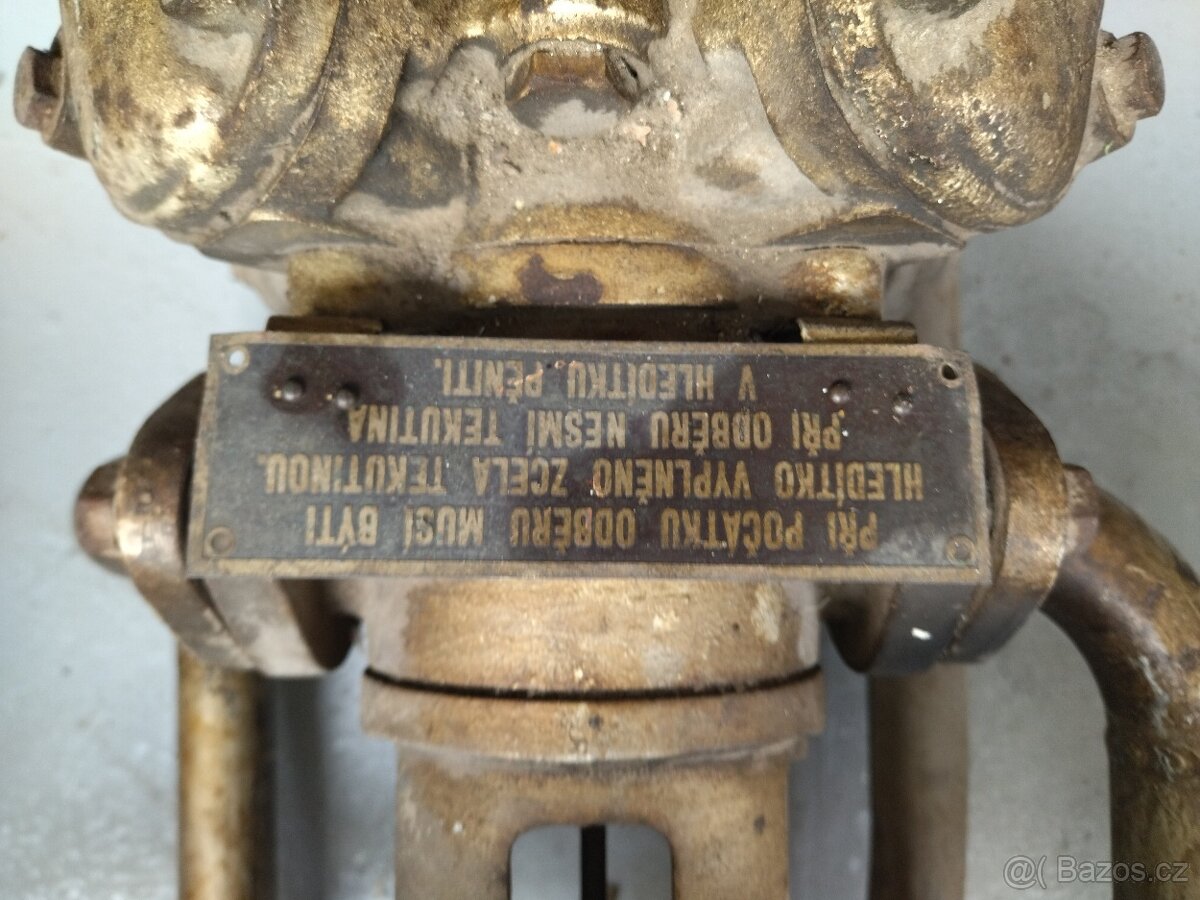 PŘI POČÁTKU ODBĚRU MUSÍ BÝTI
HLEDÍTKO VYPLNĚNO ZCELA TEKUTINOU.
PŘI ODBĚRU NESMÍ TEKUTINA
V HLEDÍTKU PĚNITI.
@( Bazos.cz